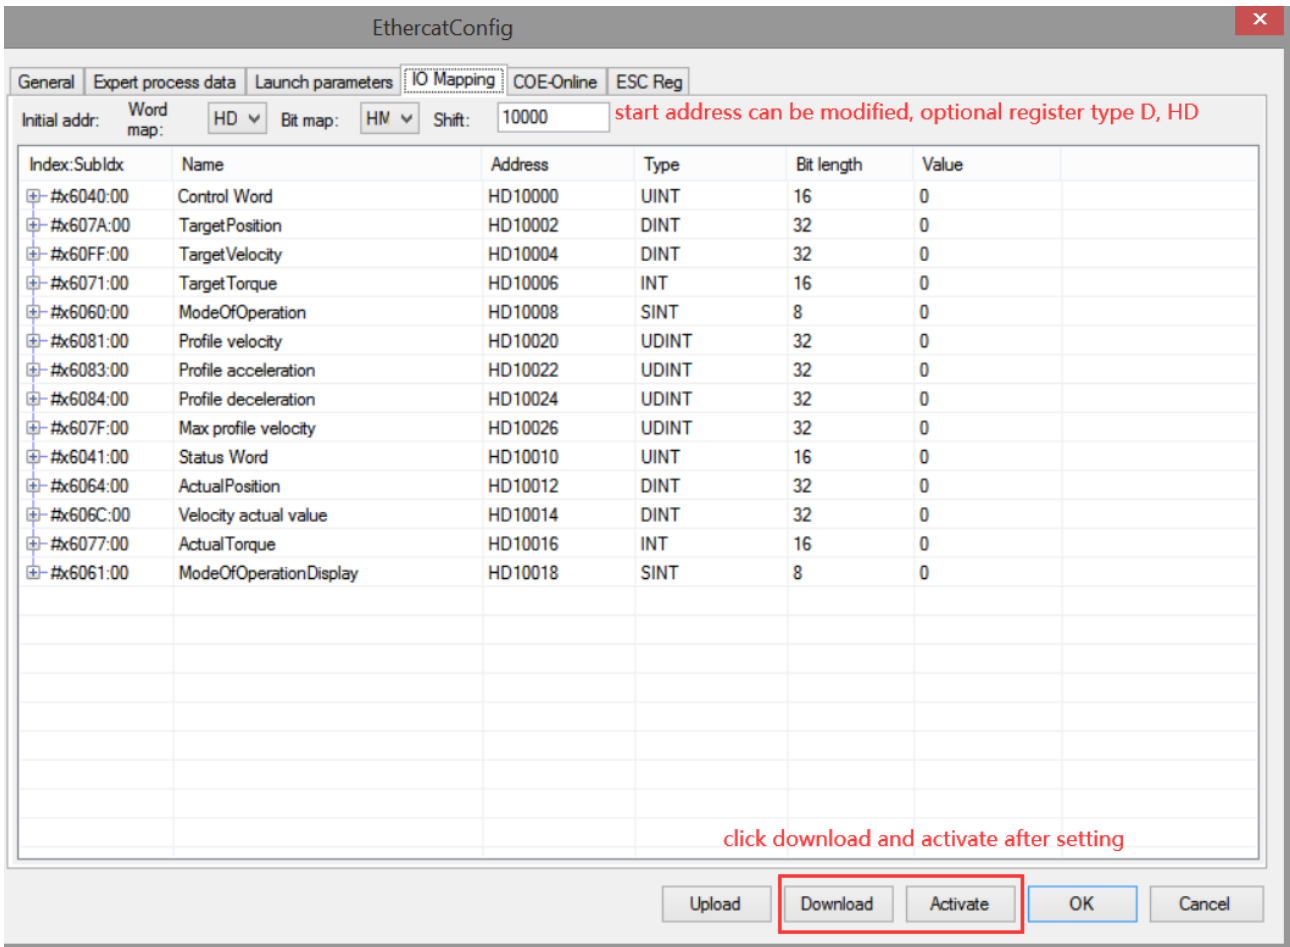 EthercatConfig
General Expert process data Launch parameters IO Mapping COE-Online ESC Reg
Initial addr: Word map: HD Bit map: HM Shift: 10000 start address can be modified, optional register type D, HD
Index:SubIdx Name Address Type Bit length Value
#x6040:00 Control Word HD10000 UINT 16 0
#x607A:00 TargetPosition HD10002 DINT 32 0
#x60FF:00 TargetVelocity HD10004 DINT 32 0
#x6071:00 TargetTorque HD10006 INT 16 0
#x6060:00 ModeOfOperation HD10008 SINT 8 0
#x6081:00 Profile velocity HD10020 UDINT 32 0
#x6083:00 Profile acceleration HD10022 UDINT 32 0
#x6084:00 Profile deceleration HD10024 UDINT 32 0
#x607F:00 Max profile velocity HD10026 UDINT 32 0
#x6041:00 Status Word HD10010 UINT 16 0
#x6064:00 ActualPosition HD10012 DINT 32 0
#x606C:00 Velocity actual value HD10014 DINT 32 0
#x6077:00 ActualTorque HD10016 INT 16 0
#x6061:00 ModeOfOperationDisplay HD10018 SINT 8 0
click download and activate after setting
Upload Download Activate OK Cancel